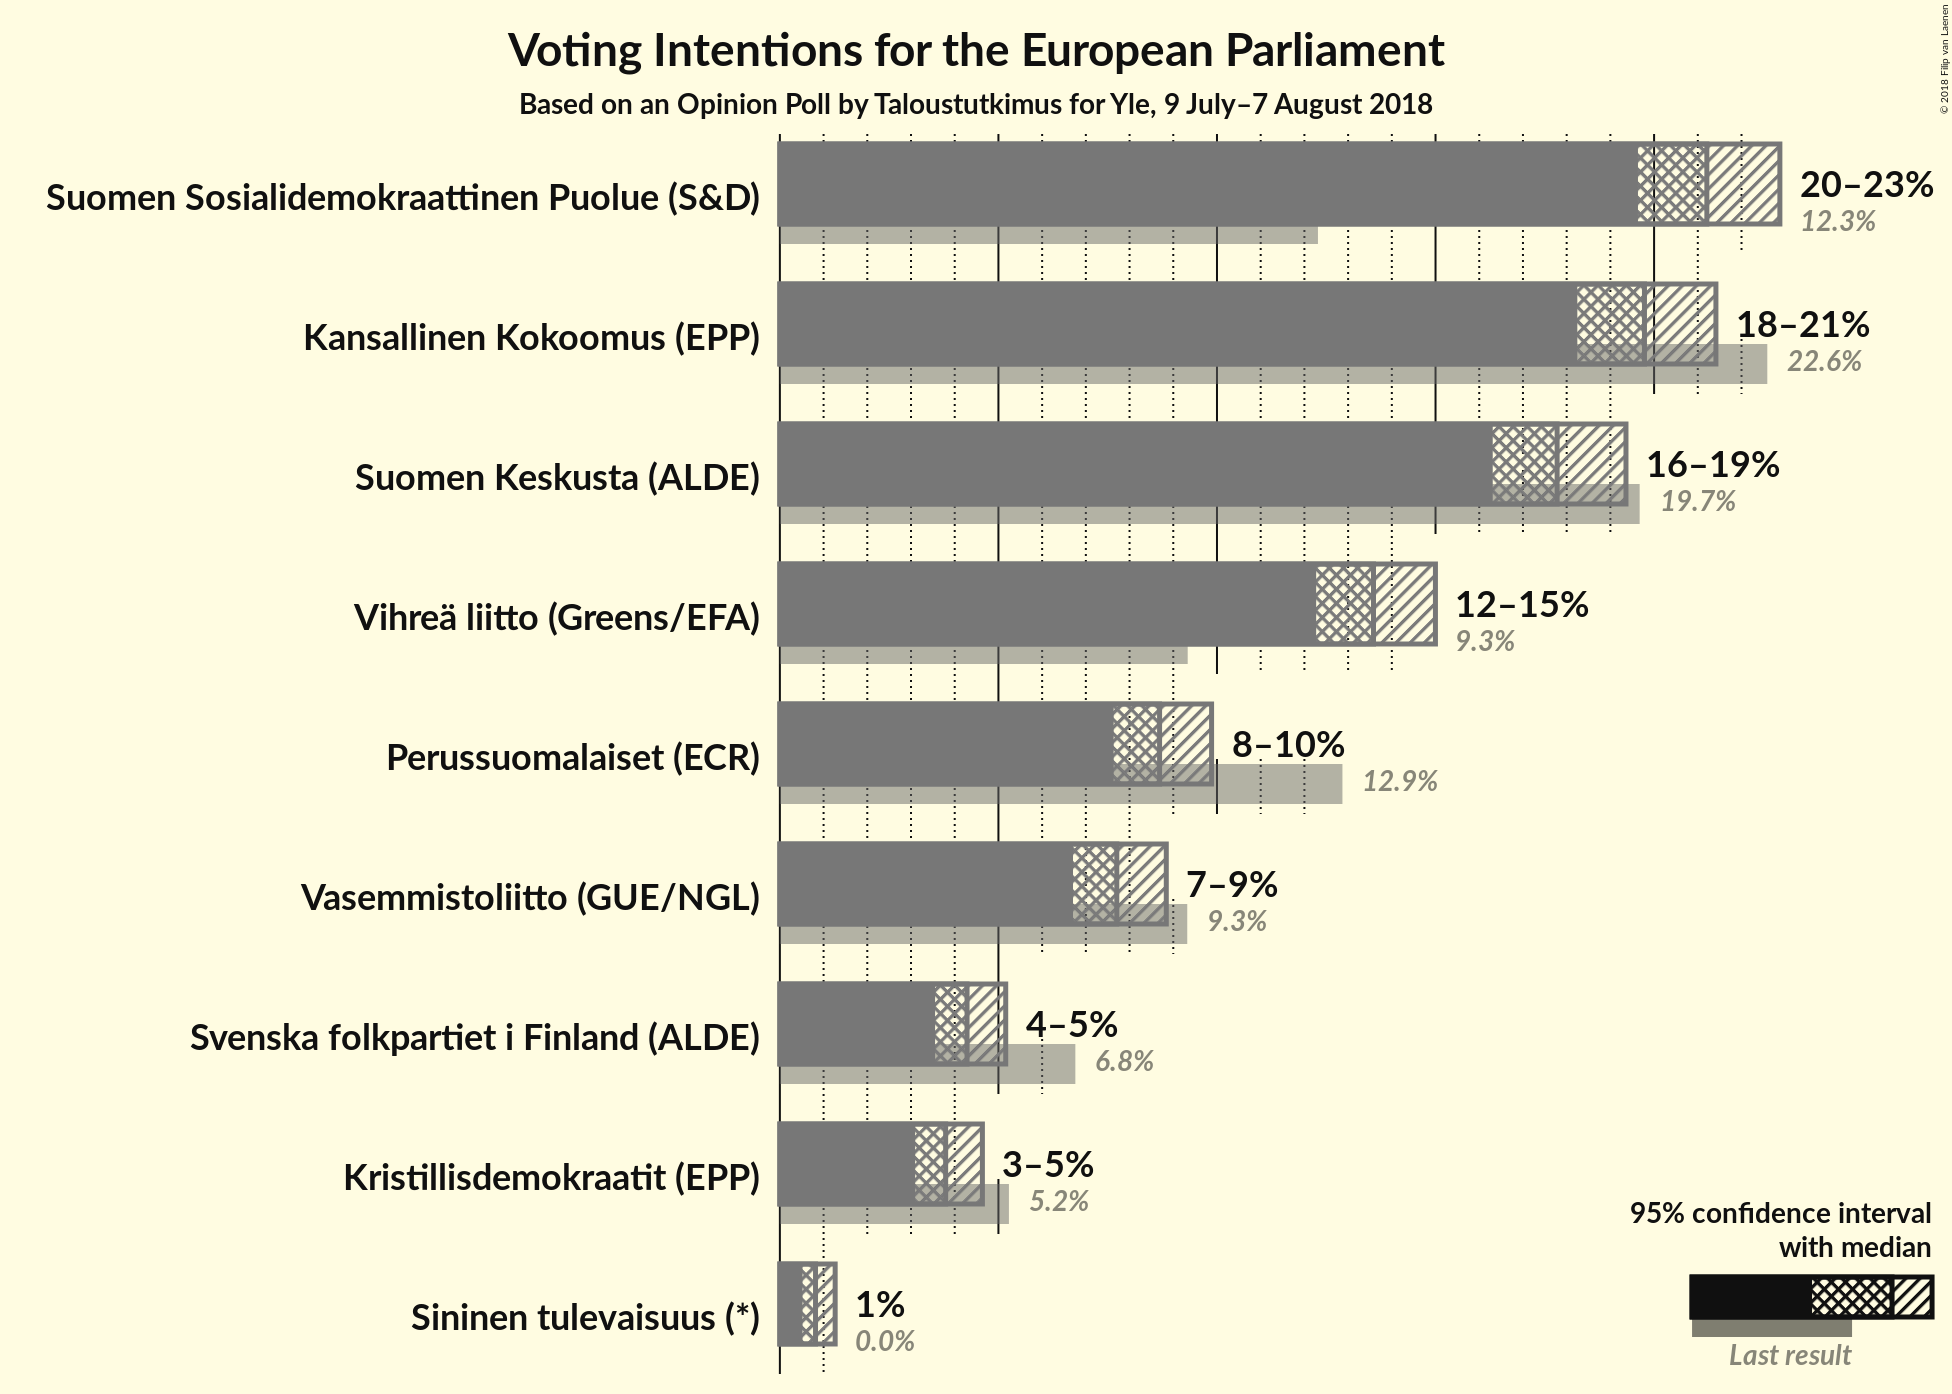 Voting Intentions for the European Parliament
Based on an Opinion Poll by Taloustutkimus for Yle, 9 July–7 August 2018
© 2018 Filip van Laenen
Suomen Sosialidemokraattinen Puolue (S&D)
20–23%
12.3%
Kansallinen Kokoomus (EPP)
18–21%
22.6%
Suomen Keskusta (ALDE)
16–19%
19.7%
Vihreä liitto (Greens/EFA)
12–15%
9.3%
Perussuomalaiset (ECR)
8–10%
12.9%
Vasemmistoliitto (GUE/NGL)
7–9%
9.3%
Svenska folkpartiet i Finland (ALDE)
4–5%
6.8%
Kristillisdemokraatit (EPP)
3–5%
5.2%
Sininen tulevaisuus (*)
1%
0.0%
95% confidence interval
with median
Last result